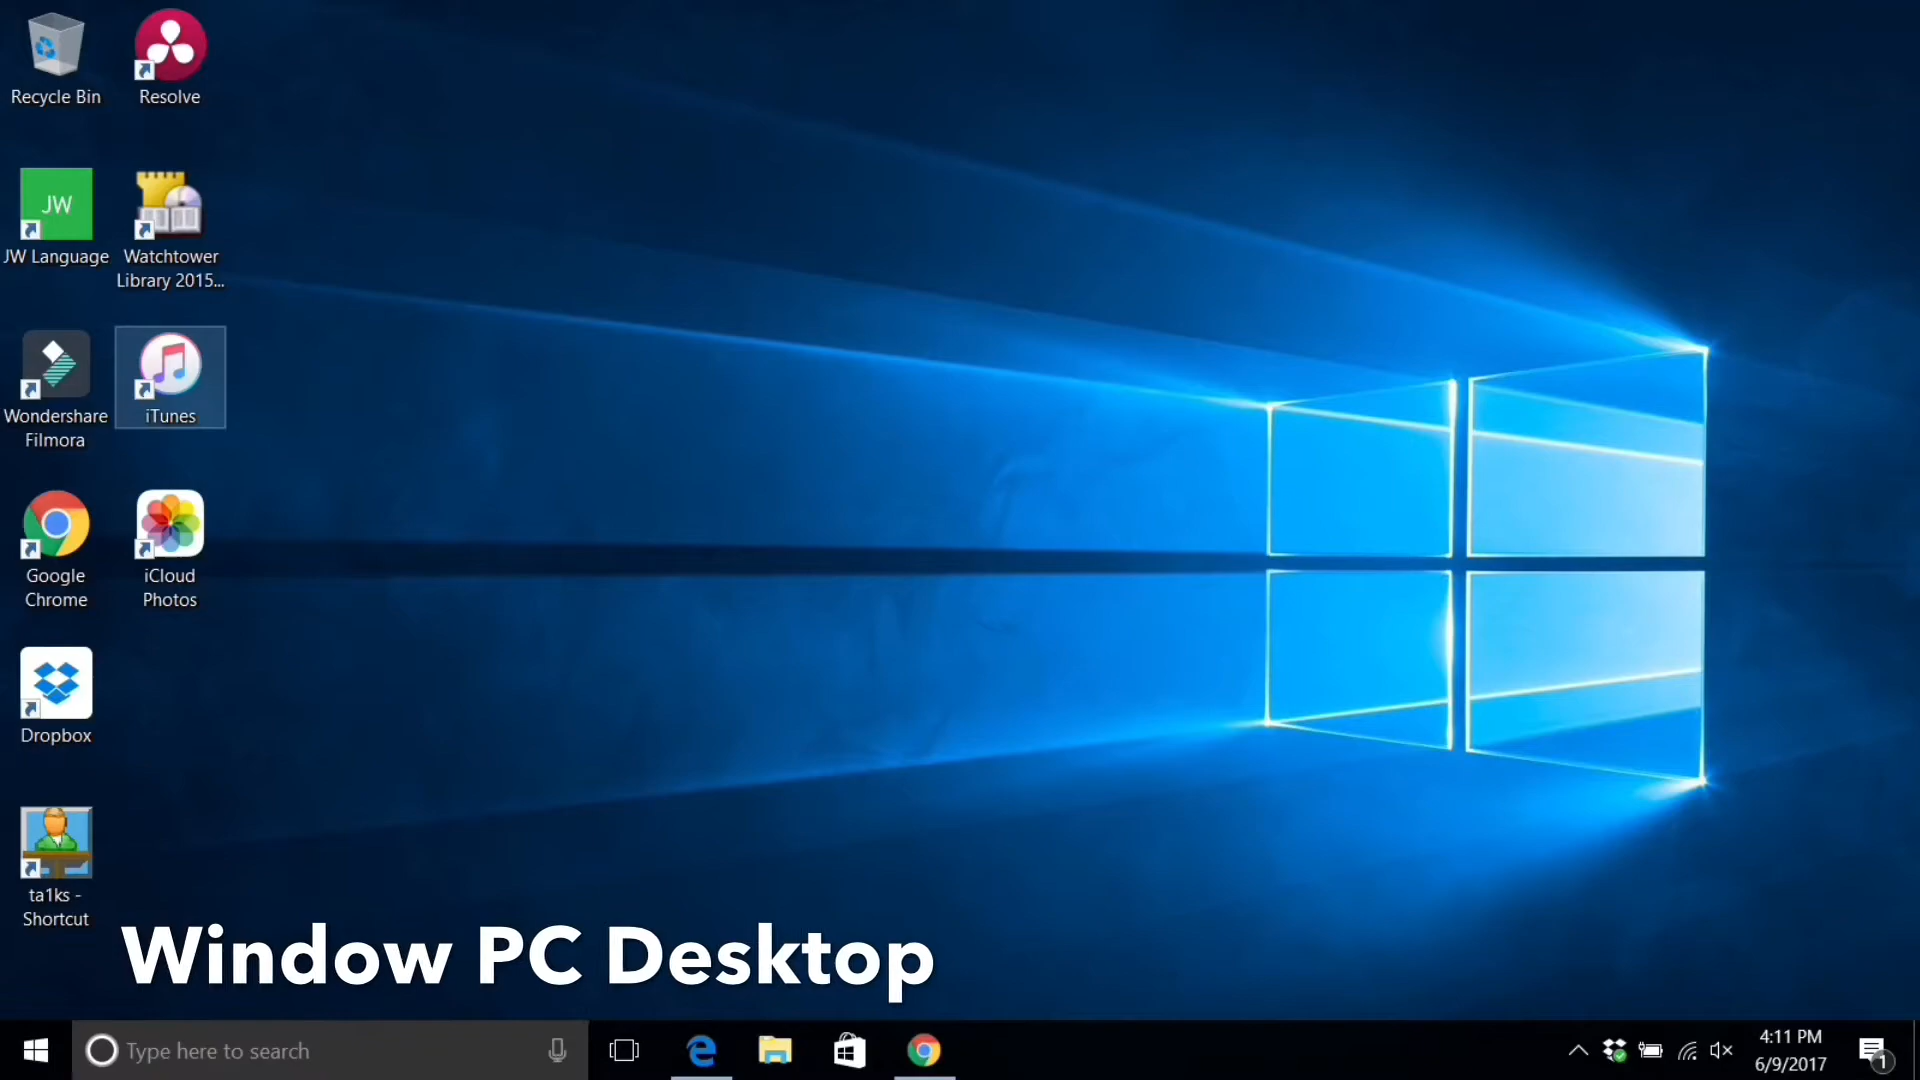 Recycle Bin
Resolve
JW
JW Language
Watchtower
Library 2015...
Wondershare
Filmora
iTunes
Google
Chrome
iCloud
Photos
Dropbox
ta1ks -
Shortcut
Window PC Desktop
Type here to search
4:11 PM
6/9/2017
1